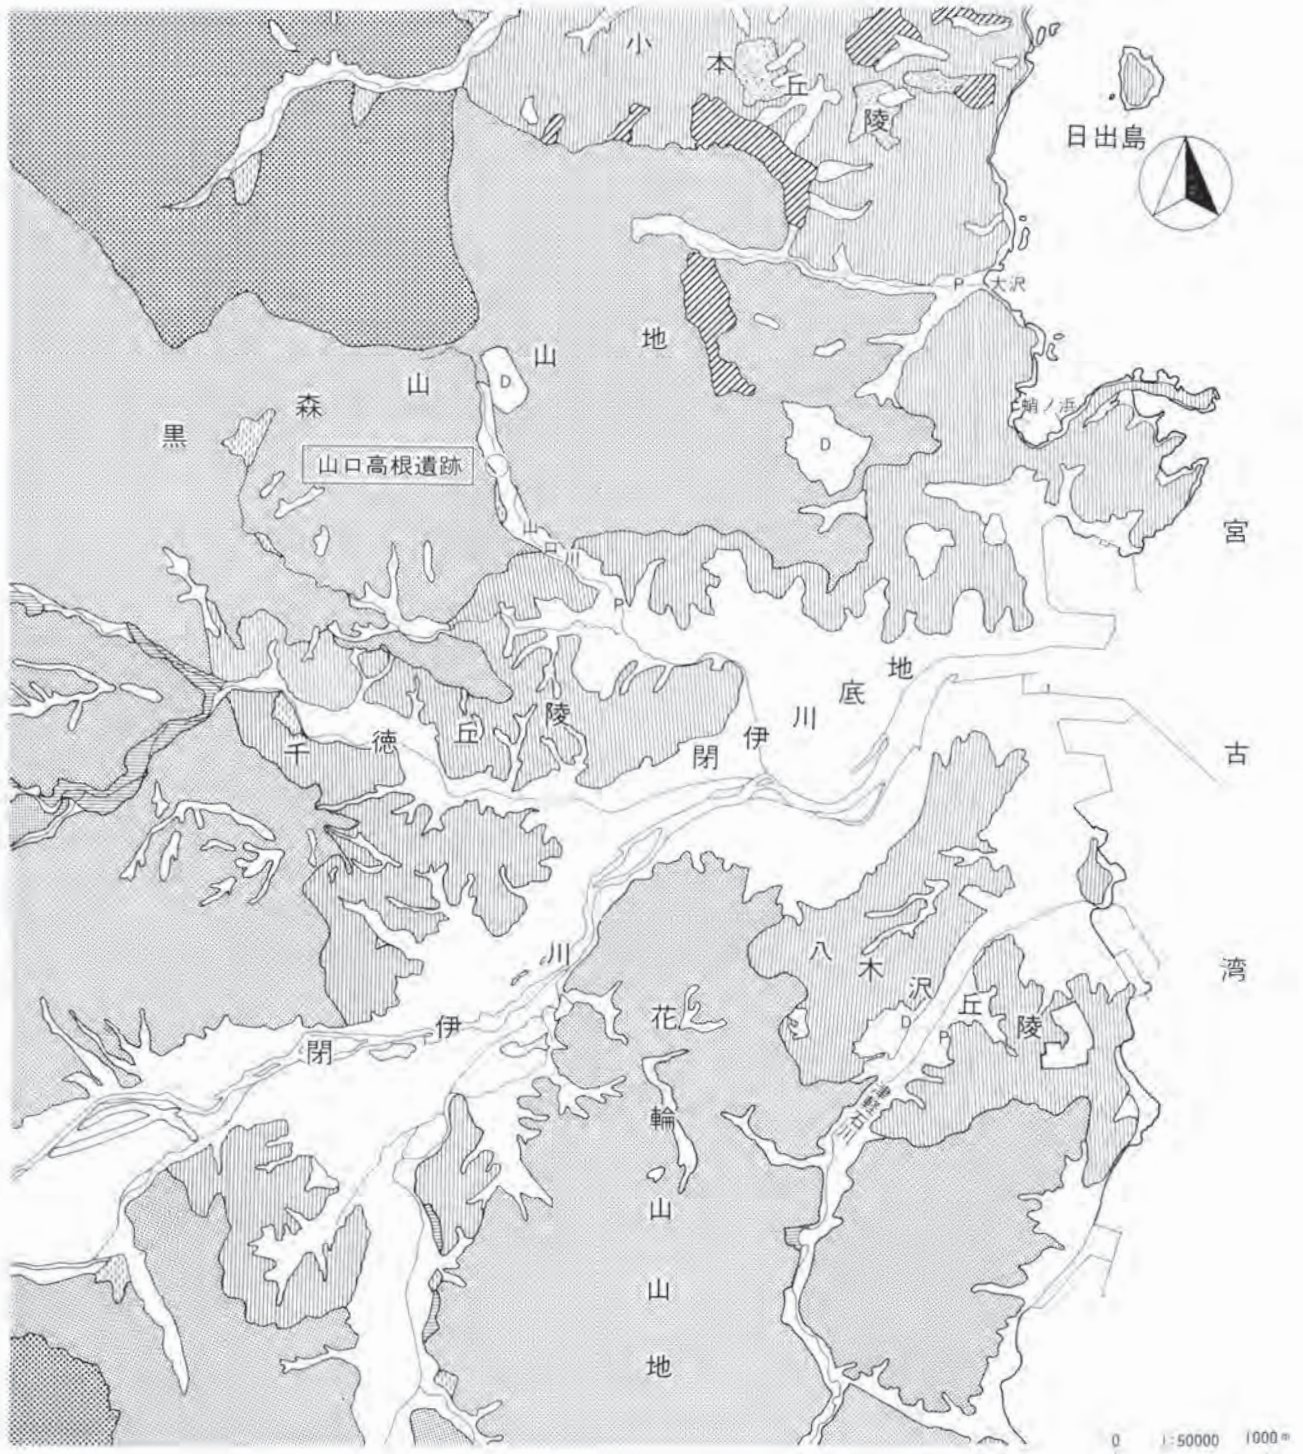 小本丘陵
日出島
P 大沢
黒森山山地
D
蛸ノ浜
D
山口高根遺跡
山口川
P
宮古湾
千徳丘陵
閉伊川底地
八木沢丘陵
D
P
閉伊川
花輪山山地
津軽石川
0 1:50000 1000m